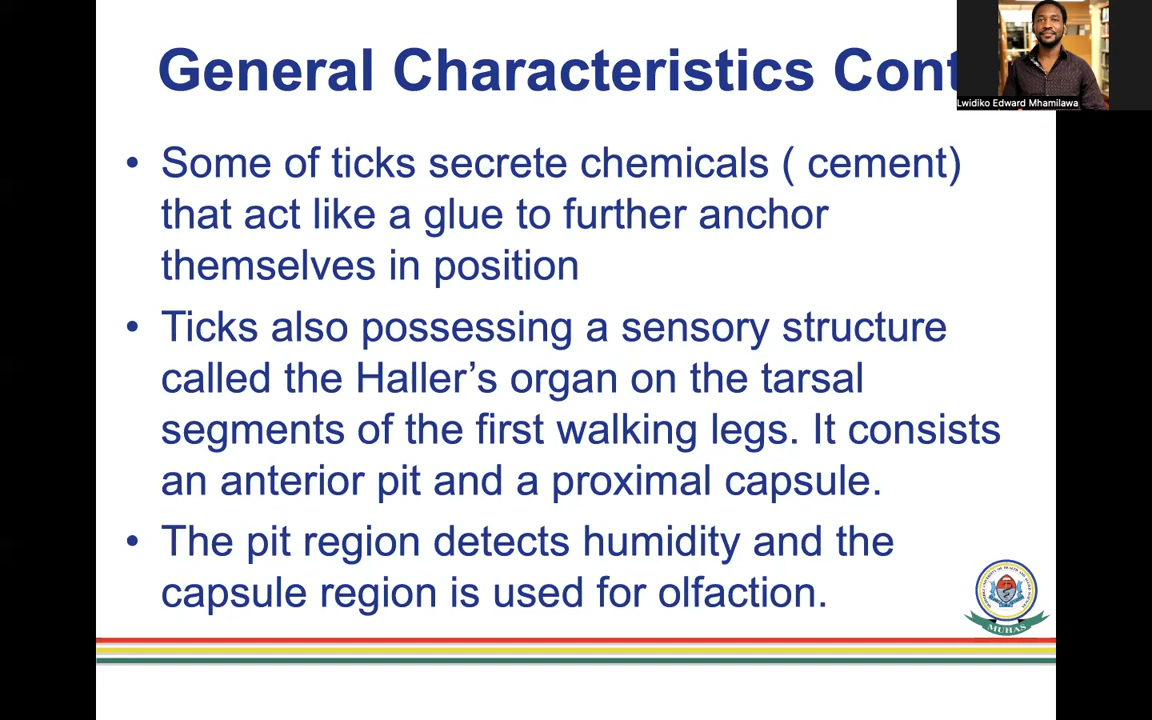 General Characteristics Cont
Lwidiko Edward Mhamilawa
• Some of ticks secrete chemicals ( cement)
that act like a glue to further anchor
themselves in position
• Ticks also possessing a sensory structure
called the Haller’s organ on the tarsal
segments of the first walking legs. It consists
an anterior pit and a proximal capsule.
• The pit region detects humidity and the
capsule region is used for olfaction.
MUHAS